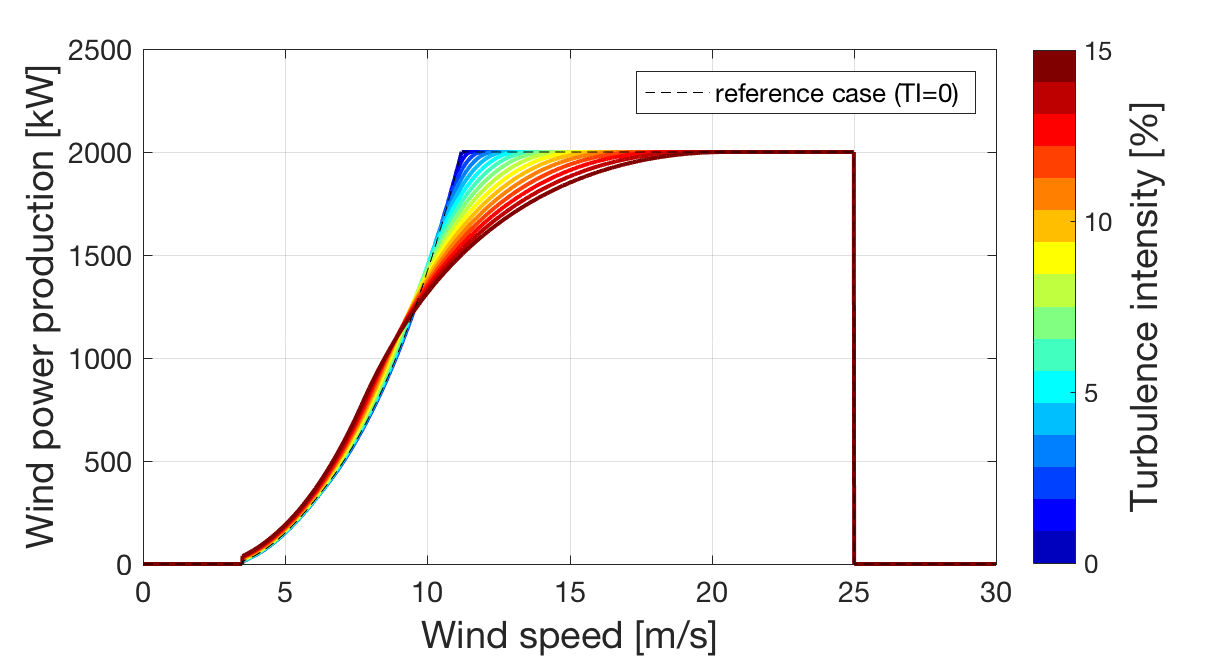 Wind power production [kW]
2500
2000
1500
1000
500
0
reference case (TI=0)
0 5 10 15 20 25 30
Wind speed [m/s]
15
10
5
0
Turbulence intensity [%]